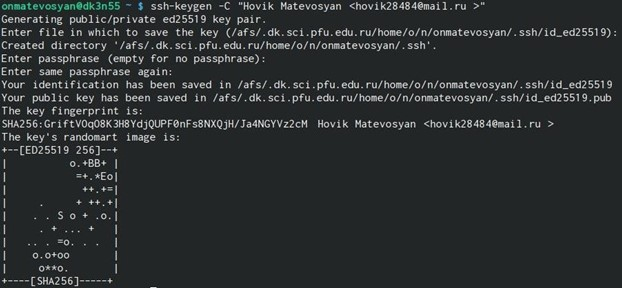 onmatevosyan@dk3n55 ~ $ ssh-keygen -C "Hovik Matevosyan <hovik28484@mail.ru >"
Generating public/private ed25519 key pair.
Enter file in which to save the key (/afs/.dk.sci.pfu.edu.ru/home/o/n/onmatevosyan/.ssh/id_ed25519):
Created directory '/afs/.dk.sci.pfu.edu.ru/home/o/n/onmatevosyan/.ssh'.
Enter passphrase (empty for no passphrase):
Enter same passphrase again:
Your identification has been saved in /afs/.dk.sci.pfu.edu.ru/home/o/n/onmatevosyan/.ssh/id_ed25519
Your public key has been saved in /afs/.dk.sci.pfu.edu.ru/home/o/n/onmatevosyan/.ssh/id_ed25519.pub
The key fingerprint is:
SHA256:GriftVOqO8K3H8YdjQUPF0nFs8NXQjH/Ja4NGYVz2cM Hovik Matevosyan <hovik28484@mail.ru >
The key's randomart image is:
+--[ED25519 256]--+
|          o.+BB+ |
|           =+.*Eo|
|            ++.+=|
|     .     + ++.+|
|    . . S o + .o.|
|     . + ... +   |
|   .. . =o. . .  |
|    o.o+oo       |
|     o**o.       |
+----[SHA256]-----+